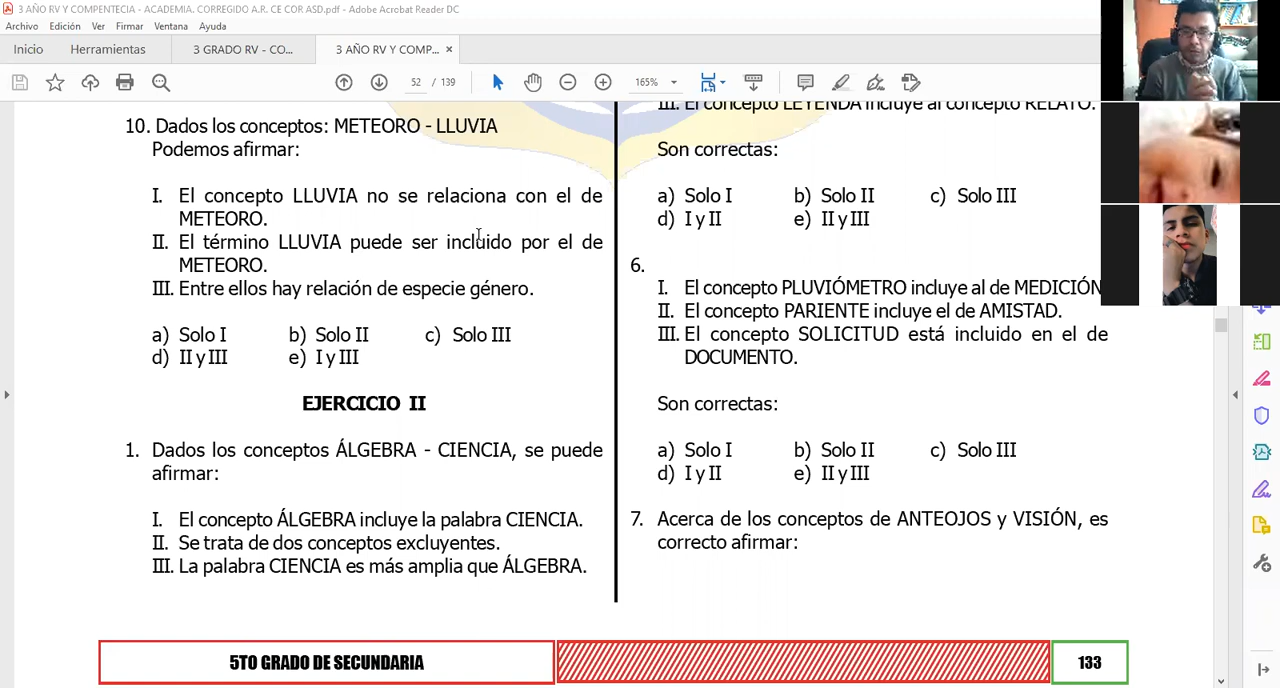 3 AÑO RV Y COMPENTECIA - ACADEMIA. CORREGIDO A.R. CE COR ASD.pdf - Adobe Acrobat Reader DC
Archivo Edición Ver Firmar Ventana Ayuda
Inicio Herramientas 3 GRADO RV - CO... 3 AÑO RV Y COMP... ×
52 / 139 165%
10. Dados los conceptos: METEORO - LLUVIA
Podemos afirmar:
I. El concepto LLUVIA no se relaciona con el de
METEORO.
II. El término LLUVIA puede ser incluido por el de
METEORO.
III. Entre ellos hay relación de especie género.
a) Solo I b) Solo II c) Solo III
d) II y III e) I y III
EJERCICIO II
1. Dados los conceptos ÁLGEBRA - CIENCIA, se puede
afirmar:
I. El concepto ÁLGEBRA incluye la palabra CIENCIA.
II. Se trata de dos conceptos excluyentes.
III. La palabra CIENCIA es más amplia que ÁLGEBRA.
III. El concepto LEYENDA incluye al concepto RELATO.
Son correctas:
a) Solo I b) Solo II c) Solo III
d) I y II e) II y III
6.
I. El concepto PLUVIÓMETRO incluye al de MEDICIÓN
II. El concepto PARIENTE incluye el de AMISTAD.
III. El concepto SOLICITUD está incluido en el de
DOCUMENTO.
Son correctas:
a) Solo I b) Solo II c) Solo III
d) I y II e) II y III
7. Acerca de los conceptos de ANTEOJOS y VISIÓN, es
correcto afirmar:
5TO GRADO DE SECUNDARIA
133